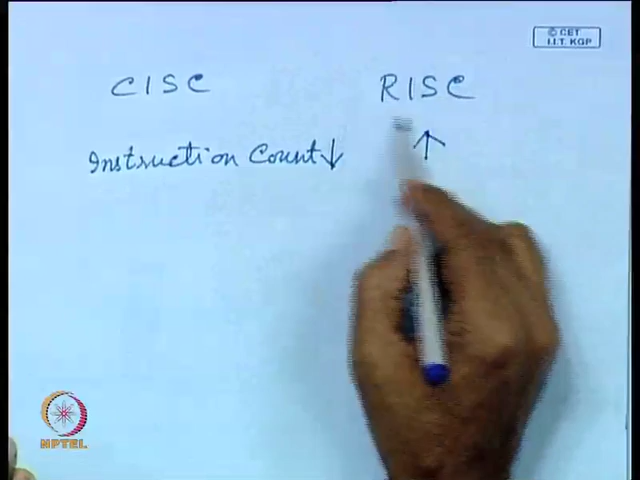 © CET
I.I.T. KGP
CISC RISC
Instruction Count ↓ ↑
NPTEL